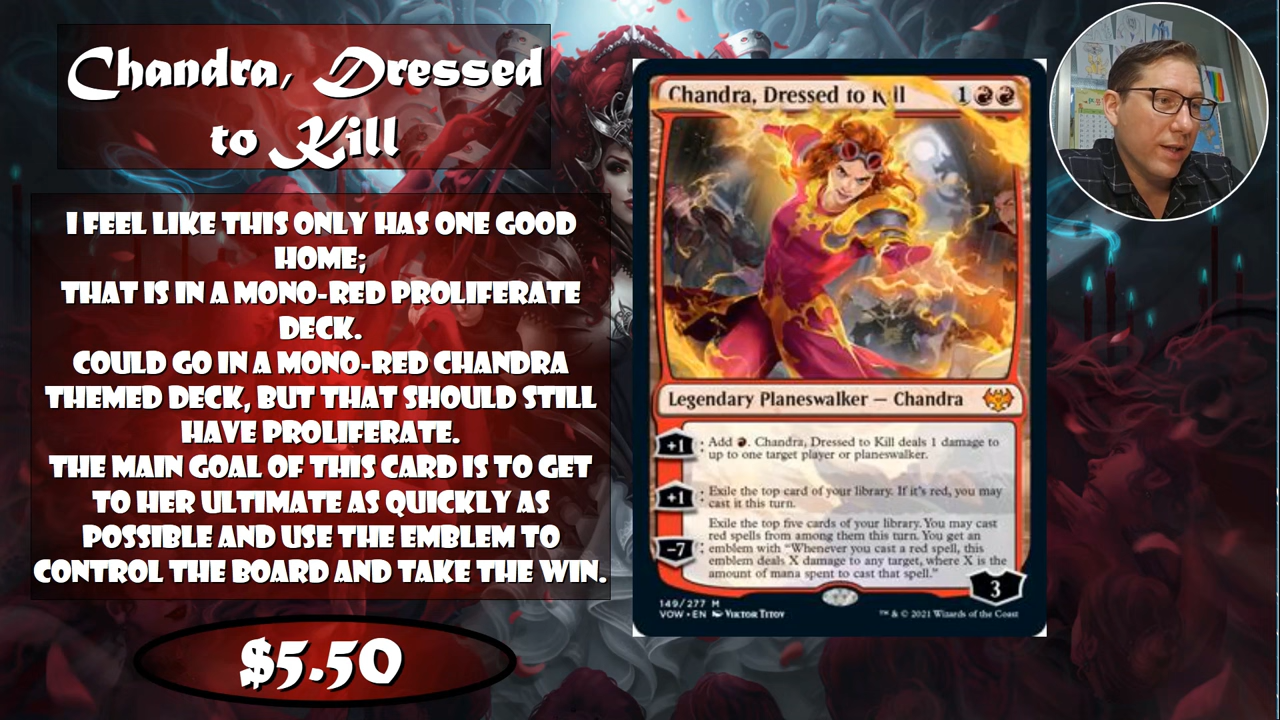 Chandra, Dressed
to Kill
I FEEL LIKE THIS ONLY HAS ONE GOOD
HOME;
THAT IS IN A MONO-RED PROLIFERATE
DECK.
COULD GO IN A MONO-RED CHANDRA
THEMED DECK, BUT THAT SHOULD STILL
HAVE PROLIFERATE.
THE MAIN GOAL OF THIS CARD IS TO GET
TO HER ULTIMATE AS QUICKLY AS
POSSIBLE AND USE THE EMBLEM TO
CONTROL THE BOARD AND TAKE THE WIN.
$5.50
Chandra, Dressed to Kill 1
Legendary Planeswalker — Chandra
+1: Add. Chandra, Dressed to Kill deals 1 damage to
up to one target player or planeswalker.
+1: Exile the top card of your library. If it's red, you may
cast it this turn.
Exile the top five cards of your library. You may cast
red spells from among them this turn. You get an
-7: emblem with "Whenever you cast a red spell, this
emblem deals X damage to any target, where X is the
amount of mana spent to cast that spell."
3
149/277 M
VOW • EN Viktor Titov
™ & © 2021 Wizards of the Coast